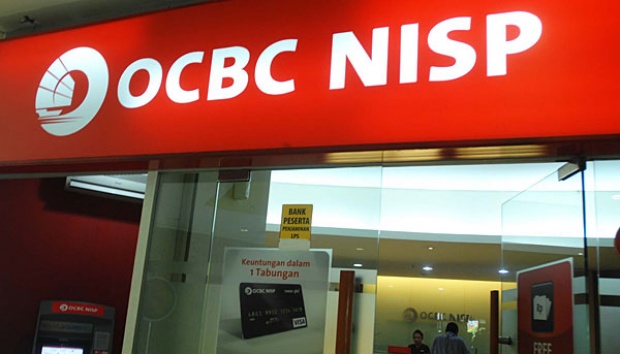 OCBC NISP
BANK
PESERTA
PENJAMINAN
LPS
Keuntungan dalam
1 Tabungan
OCBC NISP
VISA
OCBC NISP
OCBC NISP
FREE